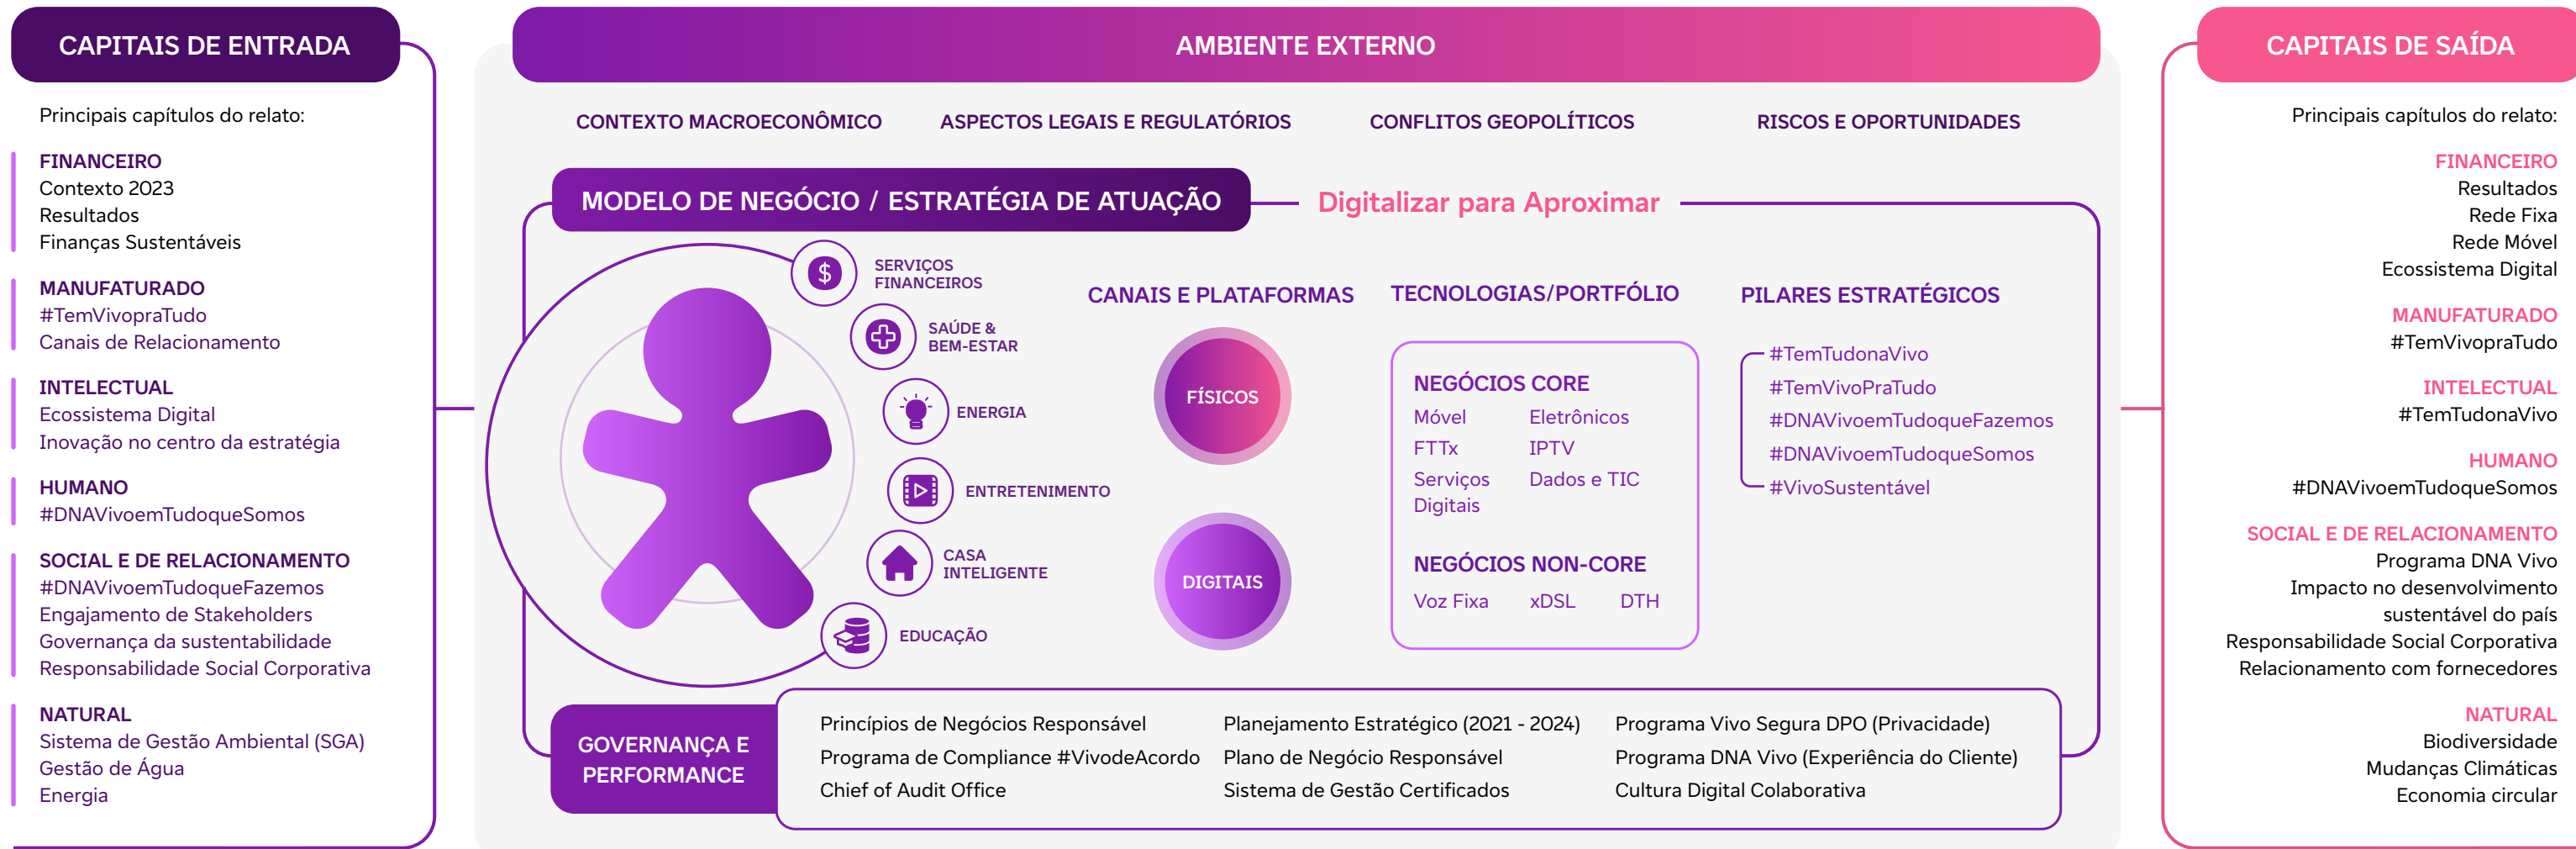 CAPITAIS DE ENTRADA
Principais capítulos do relato:
FINANCEIRO
Contexto 2023
Resultados
Finanças Sustentáveis
MANUFATURADO
#TemVivopraTudo
Canais de Relacionamento
INTELECTUAL
Ecossistema Digital
Inovação no centro da estratégia
HUMANO
#DNAVivoemTudoqueSomos
SOCIAL E DE RELACIONAMENTO
#DNAVivoemTudoqueFazemos
Engajamento de Stakeholders
Governança da sustentabilidade
Responsabilidade Social Corporativa
NATURAL
Sistema de Gestão Ambiental (SGA)
Gestão de Água
Energia
AMBIENTE EXTERNO
CONTEXTO MACROECONÔMICO
ASPECTOS LEGAIS E REGULATÓRIOS
CONFLITOS GEOPOLÍTICOS
RISCOS E OPORTUNIDADES
MODELO DE NEGÓCIO / ESTRATÉGIA DE ATUAÇÃO
Digitalizar para Aproximar
$
SERVIÇOS
FINANCEIROS
SAÚDE &
BEM-ESTAR
ENERGIA
ENTRETENIMENTO
CASA
INTELIGENTE
EDUCAÇÃO
CANAIS E PLATAFORMAS
FÍSICOS
DIGITAIS
TECNOLOGIAS/PORTFÓLIO
NEGÓCIOS CORE
Móvel
Eletrônicos
FTTx
IPTV
Serviços
Digitais
Dados e TIC
NEGÓCIOS NON-CORE
Voz Fixa
xDSL
DTH
PILARES ESTRATÉGICOS
#TemTudonaVivo
#TemVivoPraTudo
#DNAVivoemTudoqueFazemos
#DNAVivoemTudoqueSomos
#VivoSustentável
GOVERNANÇA E
PERFORMANCE
Princípios de Negócios Responsável
Programa de Compliance #VivodeAcordo
Chief of Audit Office
Planejamento Estratégico (2021 - 2024)
Plano de Negócio Responsável
Sistema de Gestão Certificados
Programa Vivo Segura DPO (Privacidade)
Programa DNA Vivo (Experiência do Cliente)
Cultura Digital Colaborativa
CAPITAIS DE SAÍDA
Principais capítulos do relato:
FINANCEIRO
Resultados
Rede Fixa
Rede Móvel
Ecossistema Digital
MANUFATURADO
#TemVivopraTudo
INTELECTUAL
#TemTudonaVivo
HUMANO
#DNAVivoemTudoqueSomos
SOCIAL E DE RELACIONAMENTO
Programa DNA Vivo
Impacto no desenvolvimento
sustentável do país
Responsabilidade Social Corporativa
Relacionamento com fornecedores
NATURAL
Biodiversidade
Mudanças Climáticas
Economia circular